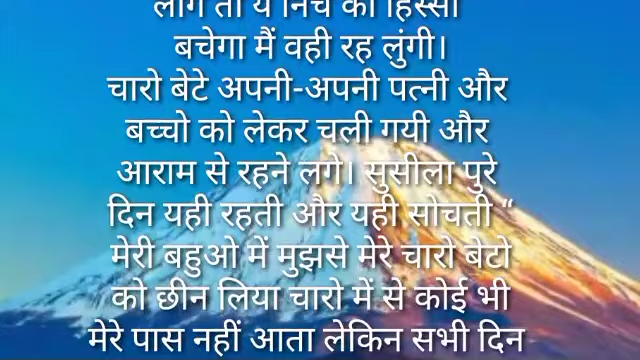 लोग तो ये निचे का हिस्सा
बचेगा मैं वही रह लुंगी।
चारो बेटे अपनी-अपनी पत्नी और
बच्चो को लेकर चली गयी और
आराम से रहने लगे। सुसीला पुरे
दिन यही रहती और यही सोचती “
मेरी बहुओ में मुझसे मेरे चारो बेटो
को छीन लिया चारो में से कोई भी
मेरे पास नहीं आता लेकिन सभी दिन